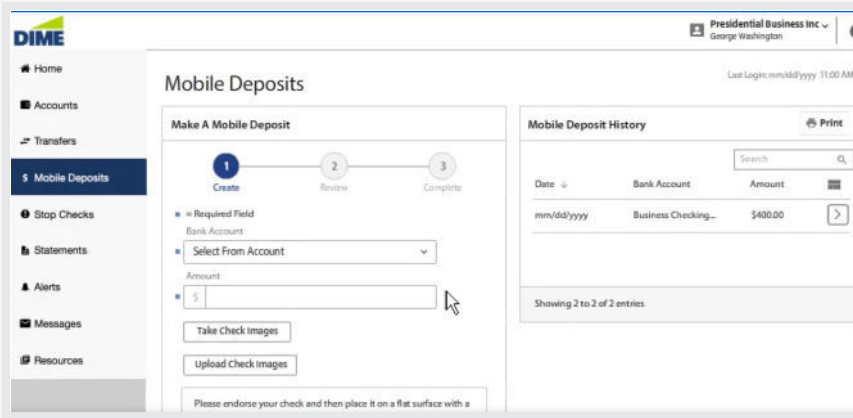 DIME
Presidential Business Inc
George Washington
Home
Accounts
Transfers
$ Mobile Deposits
Stop Checks
Statements
Alerts
Messages
Resources
Mobile Deposits
Last Login: mm/dd/yyyy 11:00 AM
Make A Mobile Deposit
1 2 3
Create Review Complete
= Required Field
Bank Account
Select From Account
Amount
$
Take Check Images
Upload Check Images
Please endorse your check and then place it on a flat surface with a
Mobile Deposit History
Print
Search
Date Bank Account Amount
mm/dd/yyyy Business Checking... $400.00
Showing 2 to 2 of 2 entries